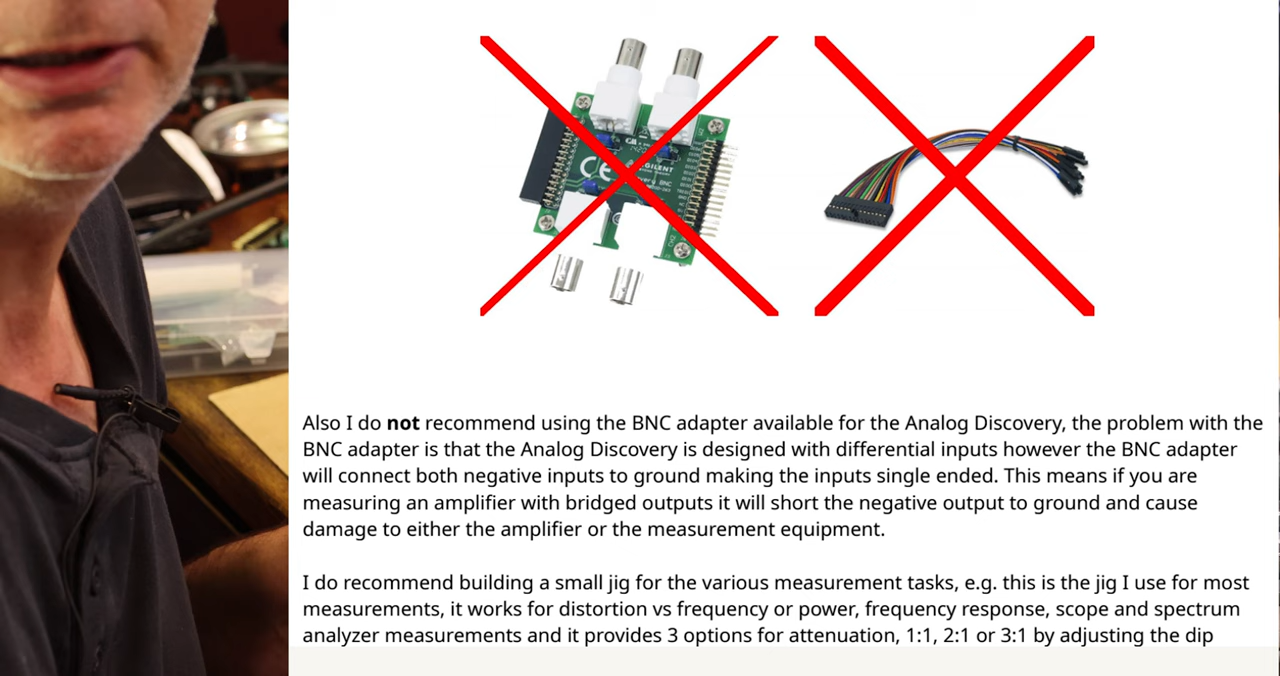 CE
Also I do not recommend using the BNC adapter available for the Analog Discovery, the problem with the
BNC adapter is that the Analog Discovery is designed with differential inputs however the BNC adapter
will connect both negative inputs to ground making the inputs single ended. This means if you are
measuring an amplifier with bridged outputs it will short the negative output to ground and cause
damage to either the amplifier or the measurement equipment.
I do recommend building a small jig for the various measurement tasks, e.g. this is the jig I use for most
measurements, it works for distortion vs frequency or power, frequency response, scope and spectrum
analyzer measurements and it provides 3 options for attenuation, 1:1, 2:1 or 3:1 by adjusting the dip